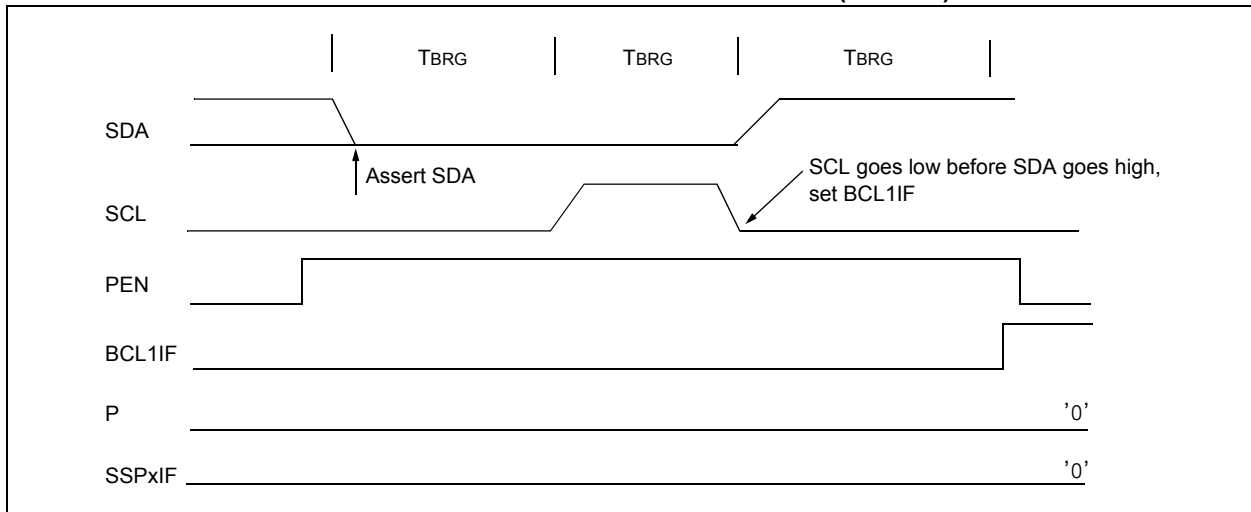 TBRG TBRG TBRG
SDA
Assert SDA
SCL goes low before SDA goes high,
set BCL1IF
SCL
PEN
BCL1IF
P '0'
SSPxIF '0'